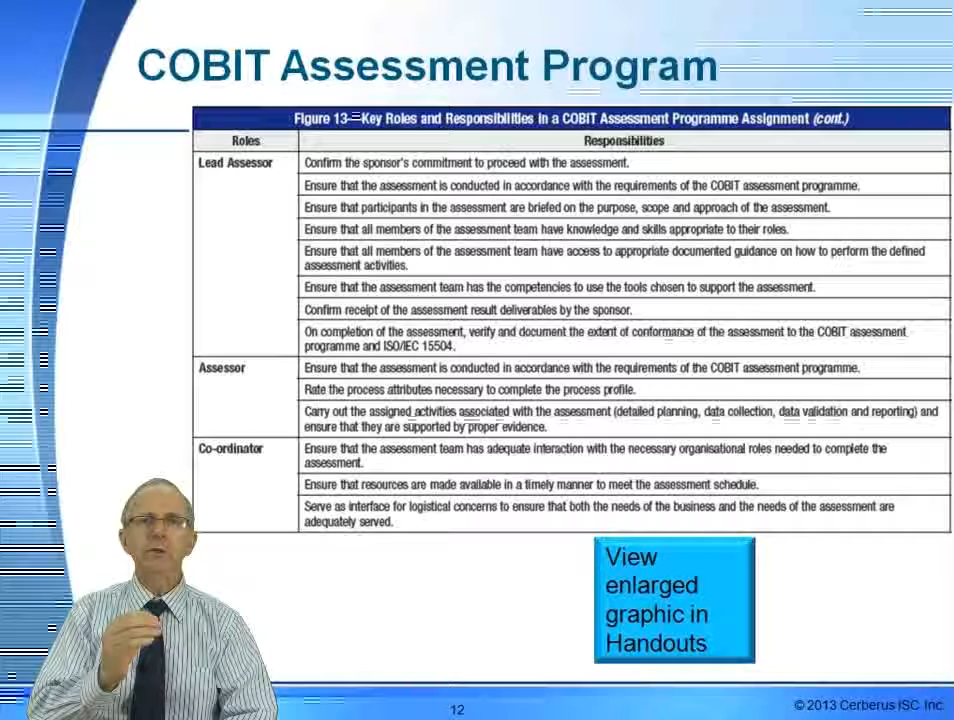 COBIT Assessment Program
Figure 13—Key Roles and Responsibilities in a COBIT Assessment Programme Assignment (cont.)
Roles
Responsibilities
Lead Assessor
Confirm the sponsor's commitment to proceed with the assessment.
Ensure that the assessment is conducted in accordance with the requirements of the COBIT assessment programme.
Ensure that participants in the assessment are briefed on the purpose, scope and approach of the assessment.
Ensure that all members of the assessment team have knowledge and skills appropriate to their roles.
Ensure that all members of the assessment team have access to appropriate documented guidance on how to perform the defined
assessment activities.
Ensure that the assessment team has the competencies to use the tools chosen to support the assessment.
Confirm receipt of the assessment result deliverables by the sponsor.
On completion of the assessment, verify and document the extent of conformance of the assessment to the COBIT assessment
programme and ISO/IEC 15504.
Assessor
Ensure that the assessment is conducted in accordance with the requirements of the COBIT assessment programme.
Rate the process attributes necessary to complete the process profile.
Carry out the assigned activities associated with the assessment (detailed planning, data collection, data validation and reporting) and
ensure that they are supported by proper evidence.
Co-ordinator
Ensure that the assessment team has adequate interaction with the necessary organisational roles needed to complete the
assessment.
Ensure that resources are made available in a timely manner to meet the assessment schedule.
Serve as interface for logistical concerns to ensure that both the needs of the business and the needs of the assessment are
adequately served.
View
enlarged
graphic in
Handouts
12
© 2013 Cerberus ISC Inc.